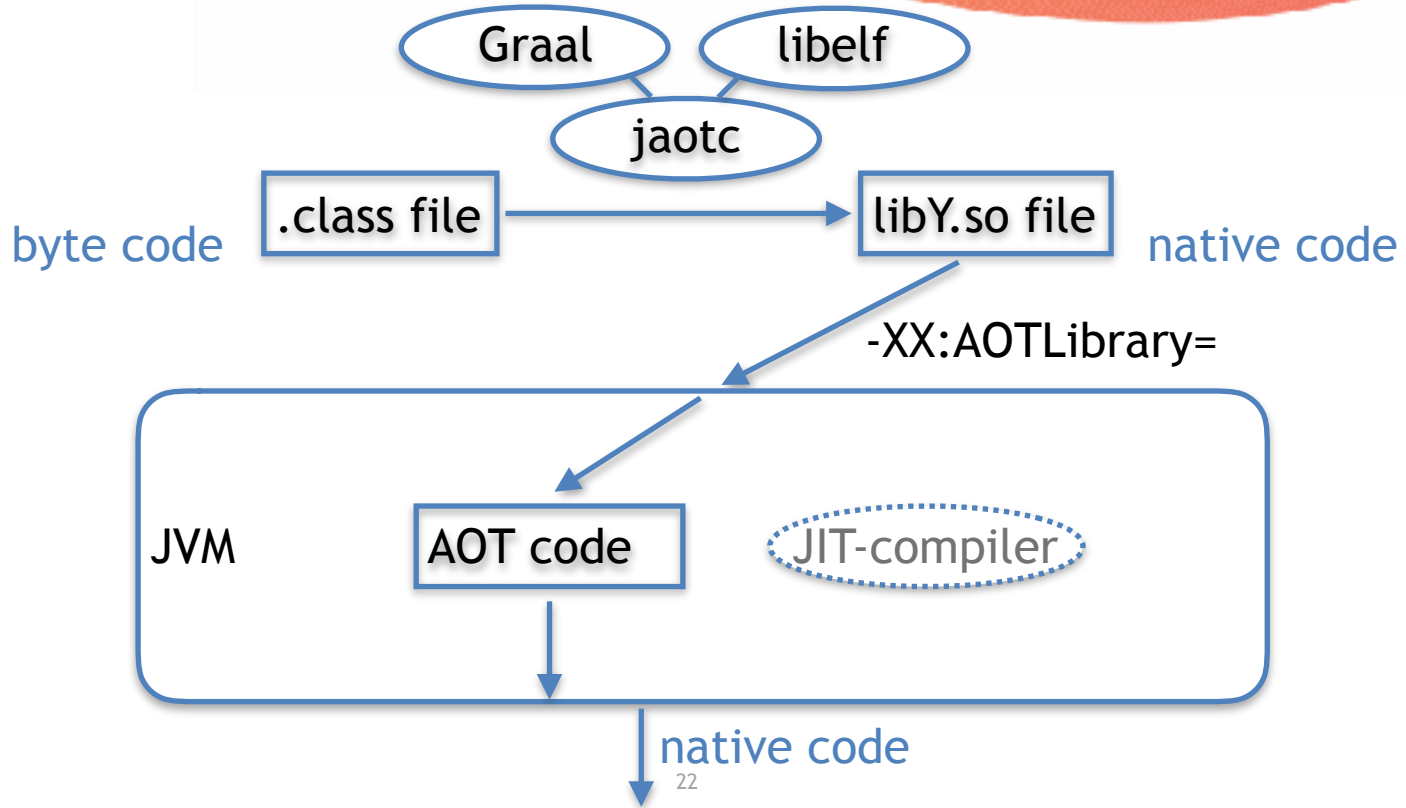 Graal
libelf
jaotc
.class file
libY.so file
byte code
native code
-XX:AOTLibrary=
JVM
AOT code
JIT-compiler
native code
22